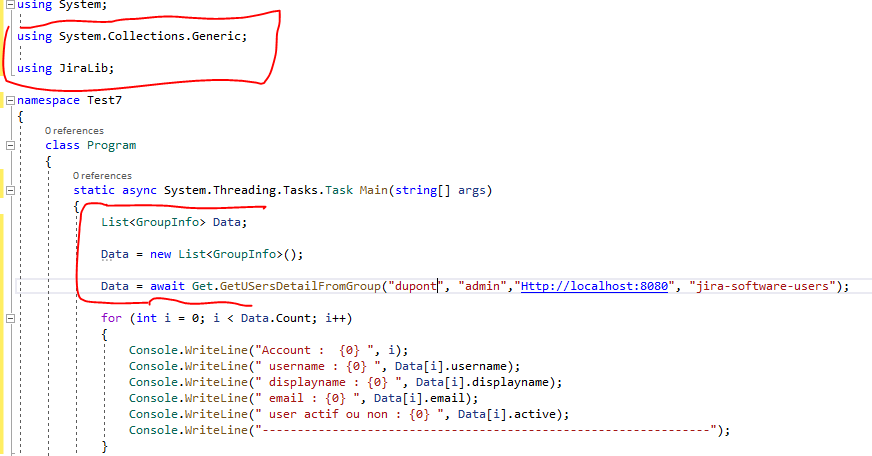 using System;
using System.Collections.Generic;
using JiraLib;
namespace Test7
{
0 references
class Program
{
0 references
static async System.Threading.Tasks.Task Main(string[] args)
{
List<GroupInfo> Data;
Data = new List<GroupInfo>();
Data = await Get.GetUSersDetailFromGroup("dupont", "admin","Http://localhost:8080", "jira-software-users");
for (int i = 0; i < Data.Count; i++)
{
Console.WriteLine("Account :  {0} ", i);
Console.WriteLine(" username : {0} ", Data[i].username);
Console.WriteLine(" displayname : {0} ", Data[i].displayname);
Console.WriteLine(" email : {0} ", Data[i].email);
Console.WriteLine(" user actif ou non : {0} ", Data[i].active);
Console.WriteLine("----------------------------------------------------------------");
}